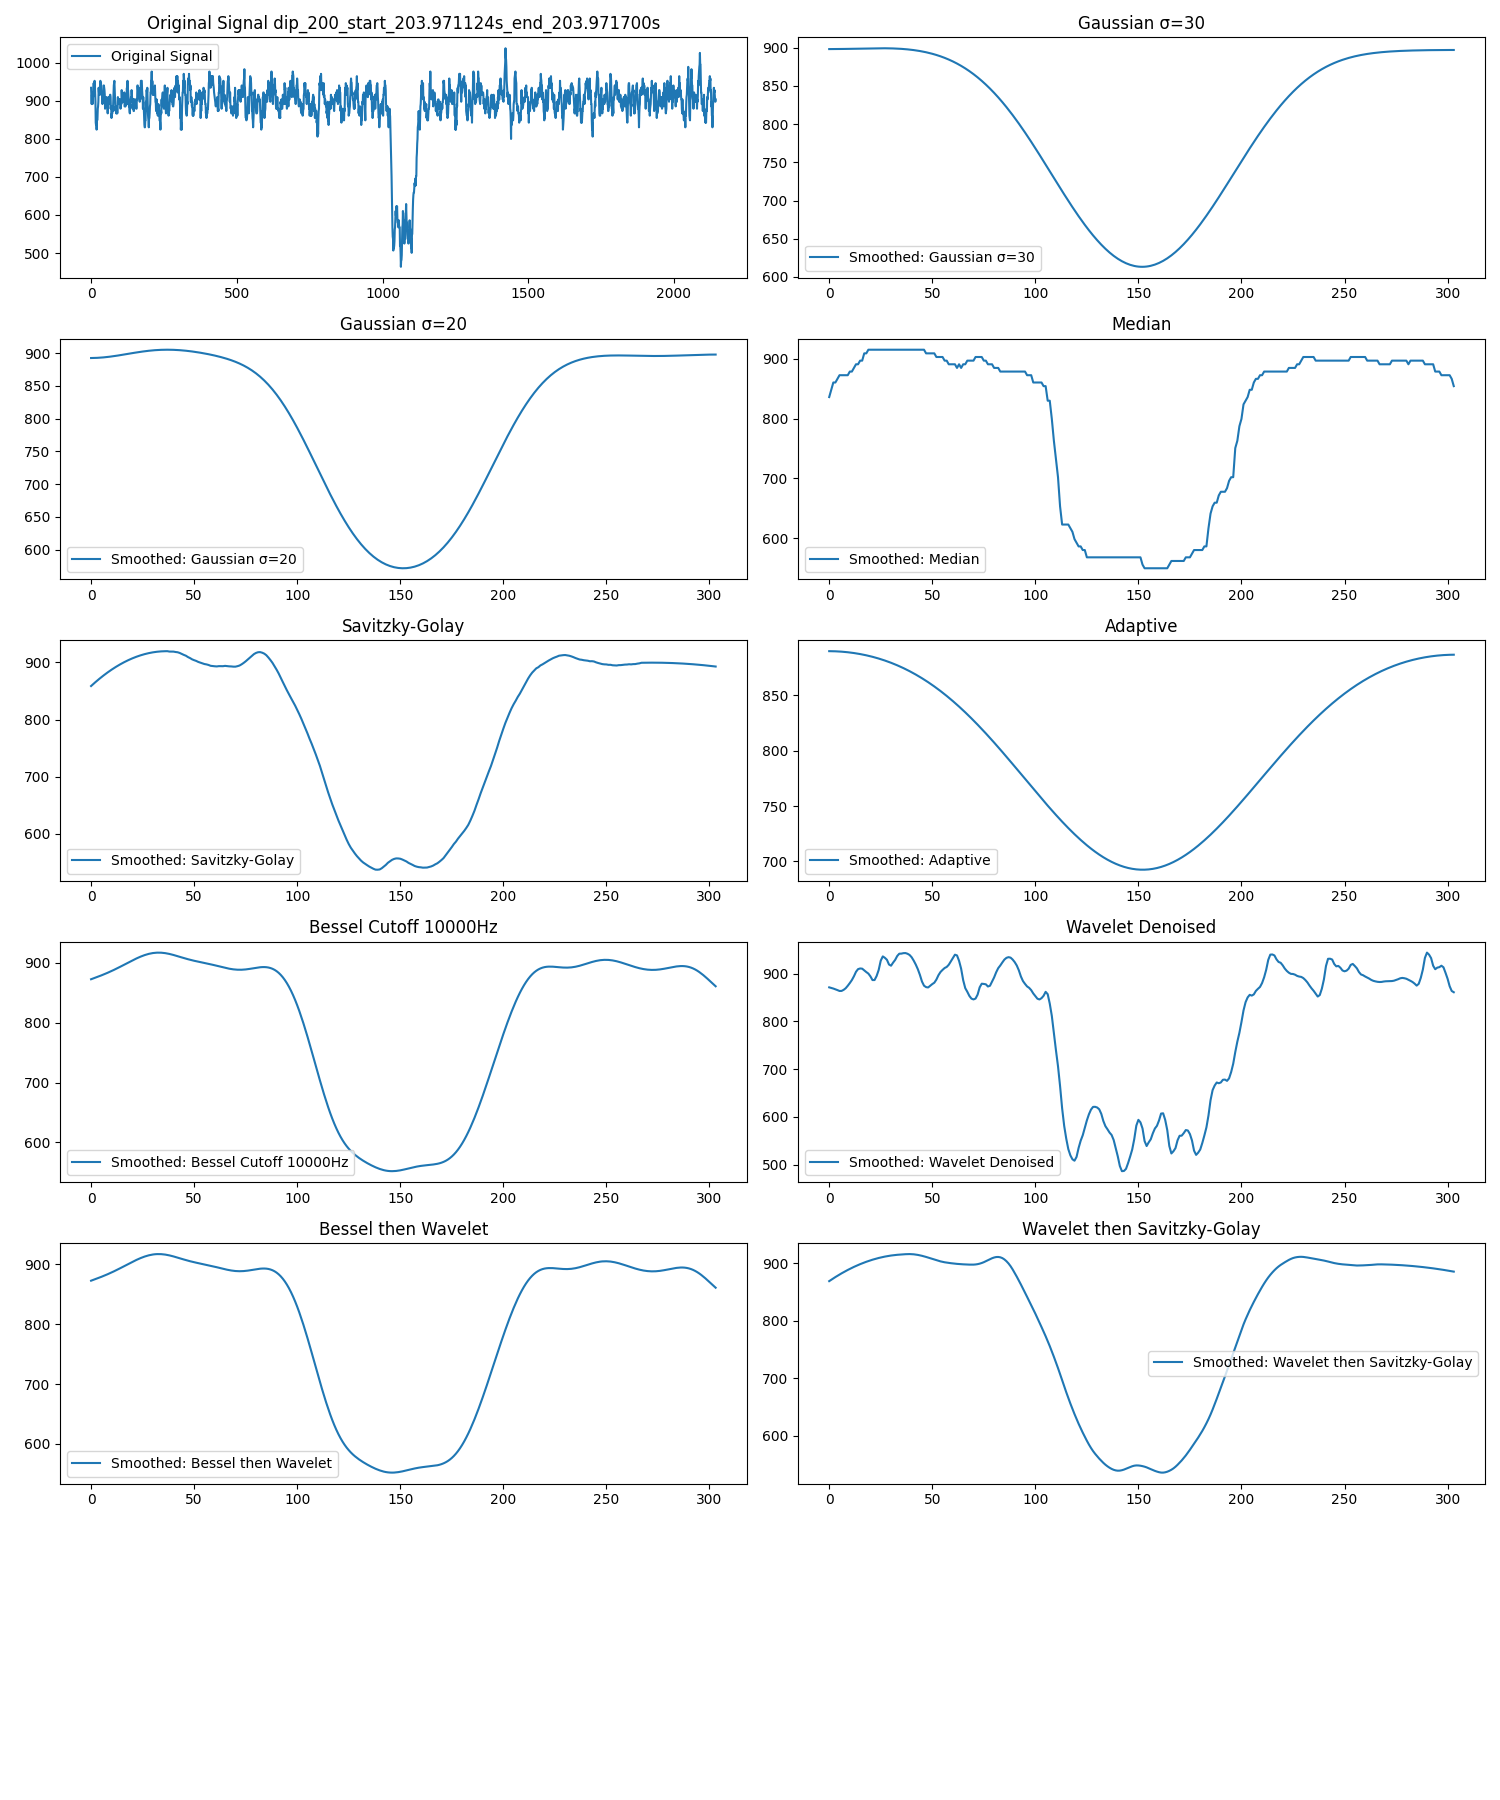 Original Signal dip_200_start_203.971124s_end_203.971700s
Original Signal
1000
900
800
700
600
500
0 500 1000 1500 2000
Gaussian σ=30
900
850
800
750
700
650
600
Smoothed: Gaussian σ=30
0 50 100 150 200 250 300
Gaussian σ=20
900
850
800
750
700
650
600
Smoothed: Gaussian σ=20
0 50 100 150 200 250 300
Median
900
800
700
600
Smoothed: Median
0 50 100 150 200 250 300
Savitzky-Golay
900
800
700
600
Smoothed: Savitzky-Golay
0 50 100 150 200 250 300
Adaptive
850
800
750
700
Smoothed: Adaptive
0 50 100 150 200 250 300
Bessel Cutoff 10000Hz
900
800
700
600
Smoothed: Bessel Cutoff 10000Hz
0 50 100 150 200 250 300
Wavelet Denoised
900
800
700
600
500
Smoothed: Wavelet Denoised
0 50 100 150 200 250 300
Bessel then Wavelet
900
800
700
600
Smoothed: Bessel then Wavelet
0 50 100 150 200 250 300
Wavelet then Savitzky-Golay
900
800
700
600
Smoothed: Wavelet then Savitzky-Golay
0 50 100 150 200 250 300